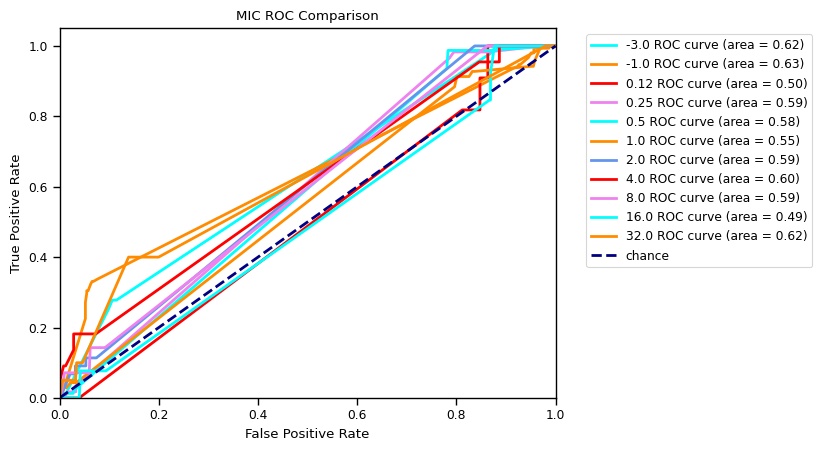 MIC ROC Comparison
True Positive Rate
1.0
0.8
0.6
0.4
0.2
0.0
0.0 0.2 0.4 0.6 0.8 1.0
False Positive Rate
-3.0 ROC curve (area = 0.62)
-1.0 ROC curve (area = 0.63)
0.12 ROC curve (area = 0.50)
0.25 ROC curve (area = 0.59)
0.5 ROC curve (area = 0.58)
1.0 ROC curve (area = 0.55)
2.0 ROC curve (area = 0.59)
4.0 ROC curve (area = 0.60)
8.0 ROC curve (area = 0.59)
16.0 ROC curve (area = 0.49)
32.0 ROC curve (area = 0.62)
chance